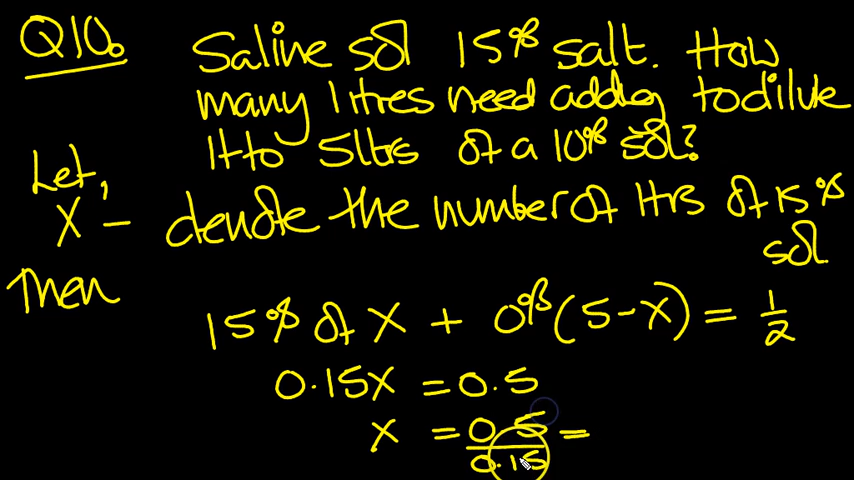 Q10. Saline sol 15% salt. How
many litres need adding to dilute
it to 5ltrs of a 10% sol?
Let,
X - denote the number of ltrs of 15%
sol
Then
15% of X + 0% (5-X) = 1/2
0.15X = 0.5
X = 0.5/0.15 =